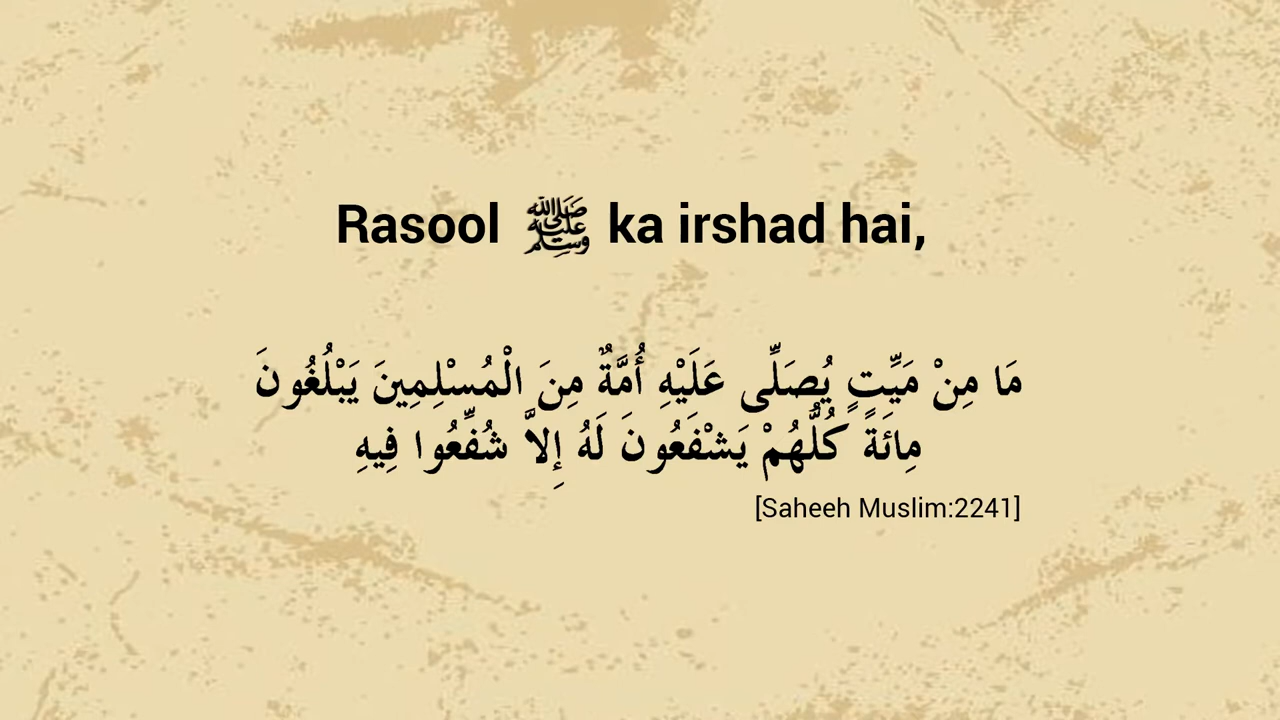 Rasool ﷺ ka irshad hai,
مَا مِنْ مَيِّتٍ يُصَلِّى عَلَيْهِ أُمَّةٌ مِنَ الْمُسْلِمِينَ يَبْلُغُونَ
مِائَةً كُلُّهُمْ يَشْفَعُونَ لَهُ إِلاَّ شُفِّعُوا فِيهِ
[Saheeh Muslim:2241]